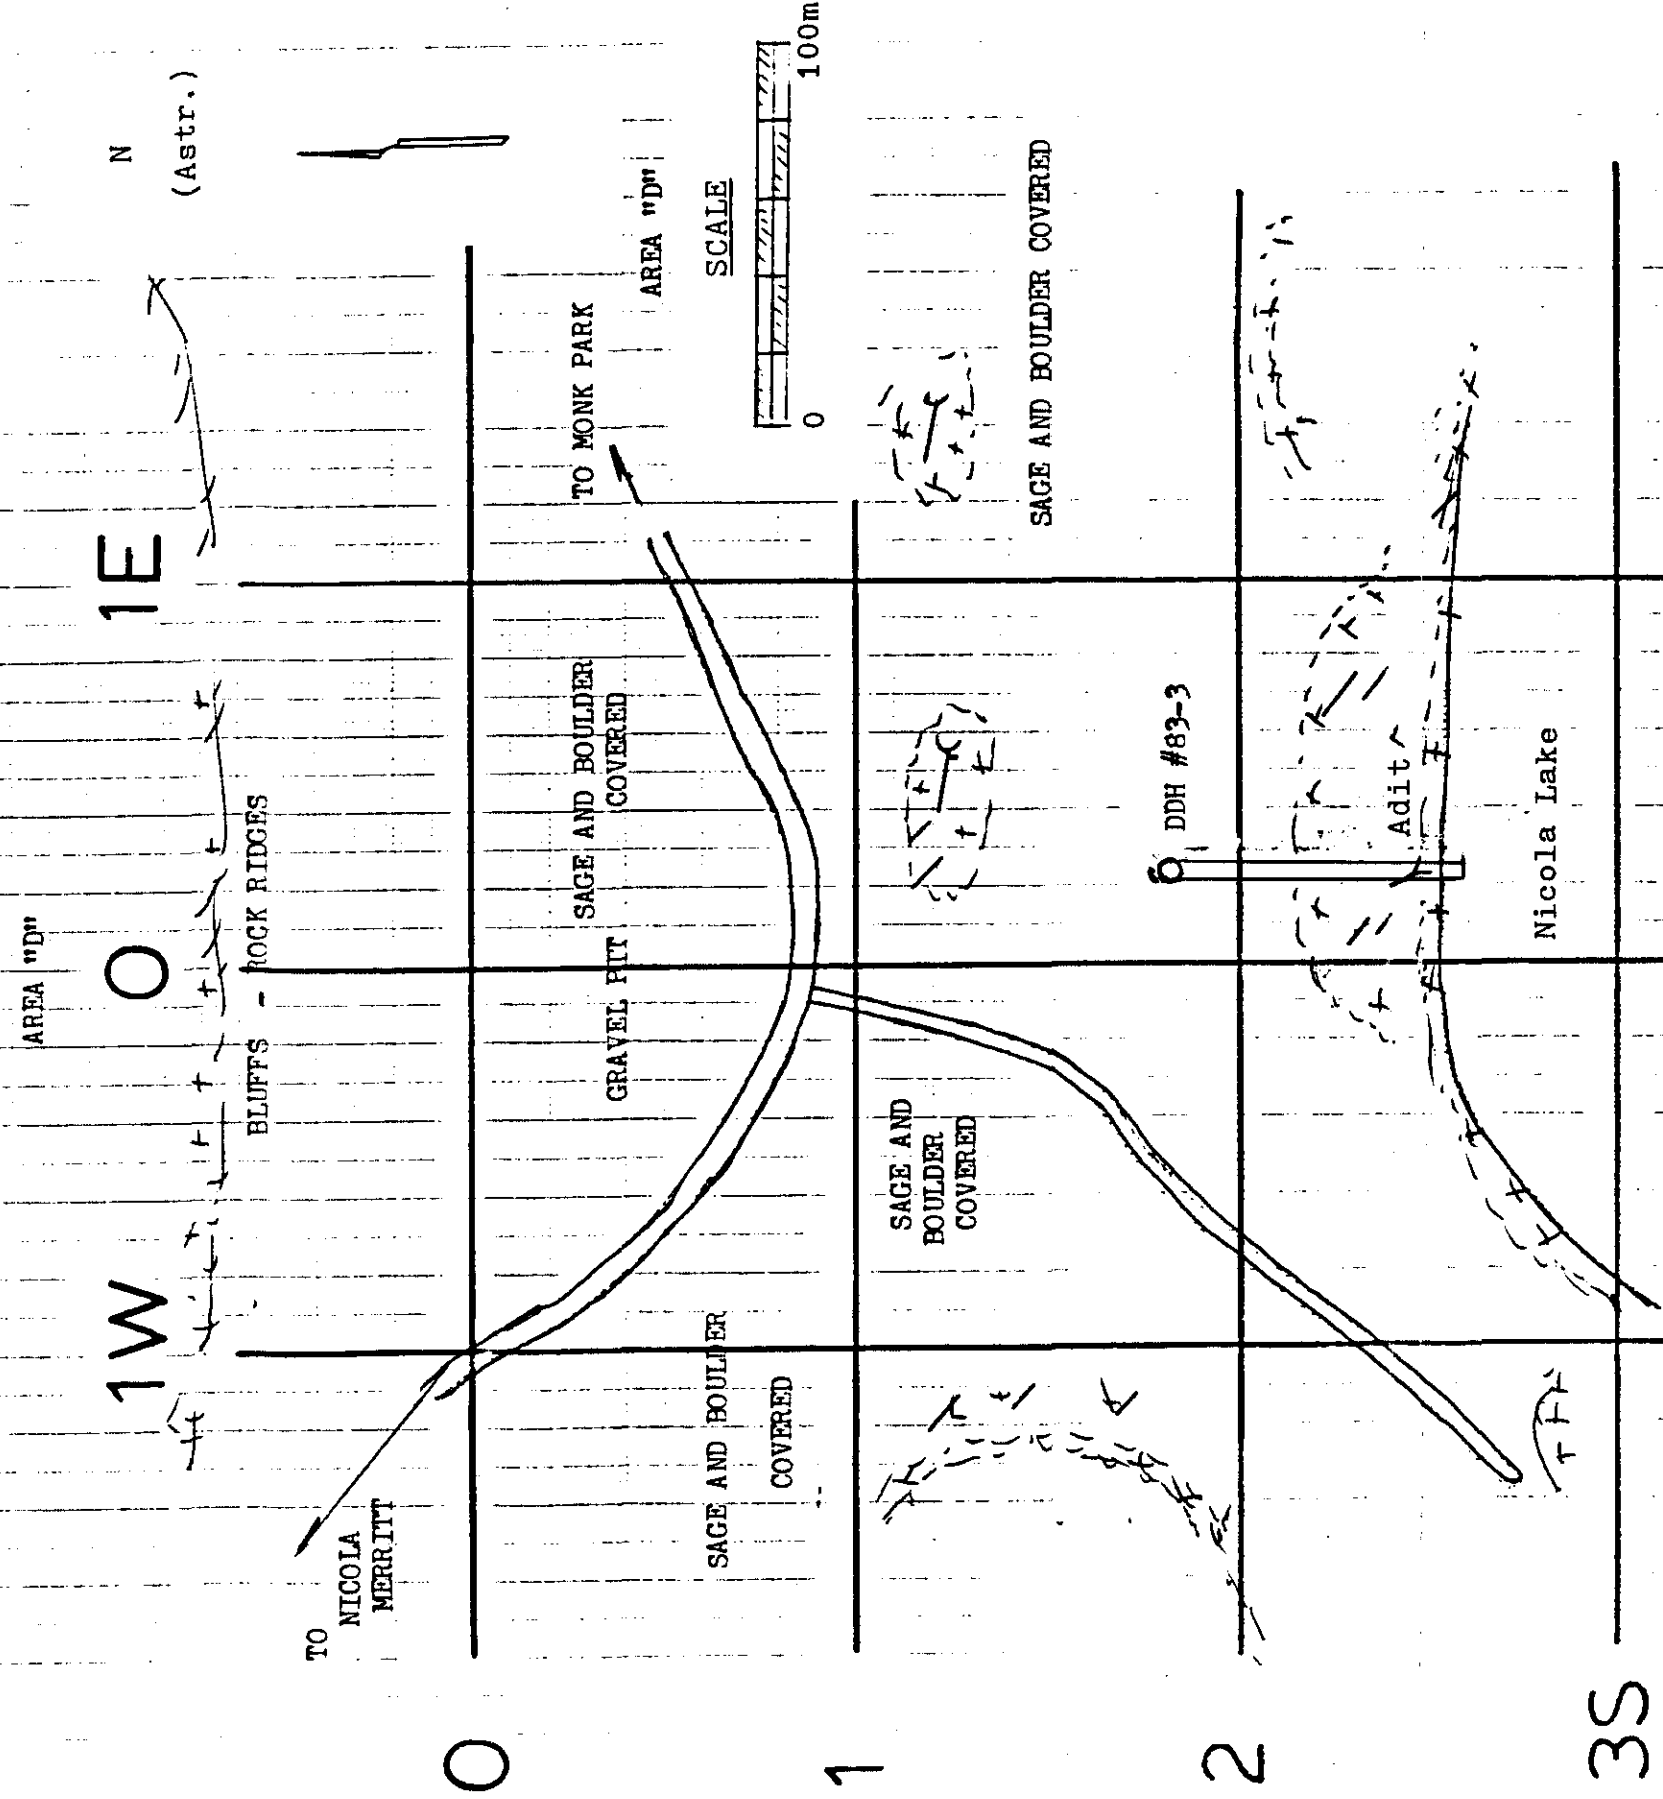 AREA "D"
1W
O
1E
N
(Astr.)
BLUFFS - ROCK RIDGES
TO
NICOLA
MERRITT
0
TO MONK PARK
AREA "D"
SCALE
0
100m
SAGE AND BOULDER
COVERED
GRAVEL PIT
SAGE AND BOULDER
COVERED
1
SAGE AND
BOULDER
COVERED
SAGE AND BOULDER COVERED
DDH #83-3
2
Adit
Nicola Lake
3S